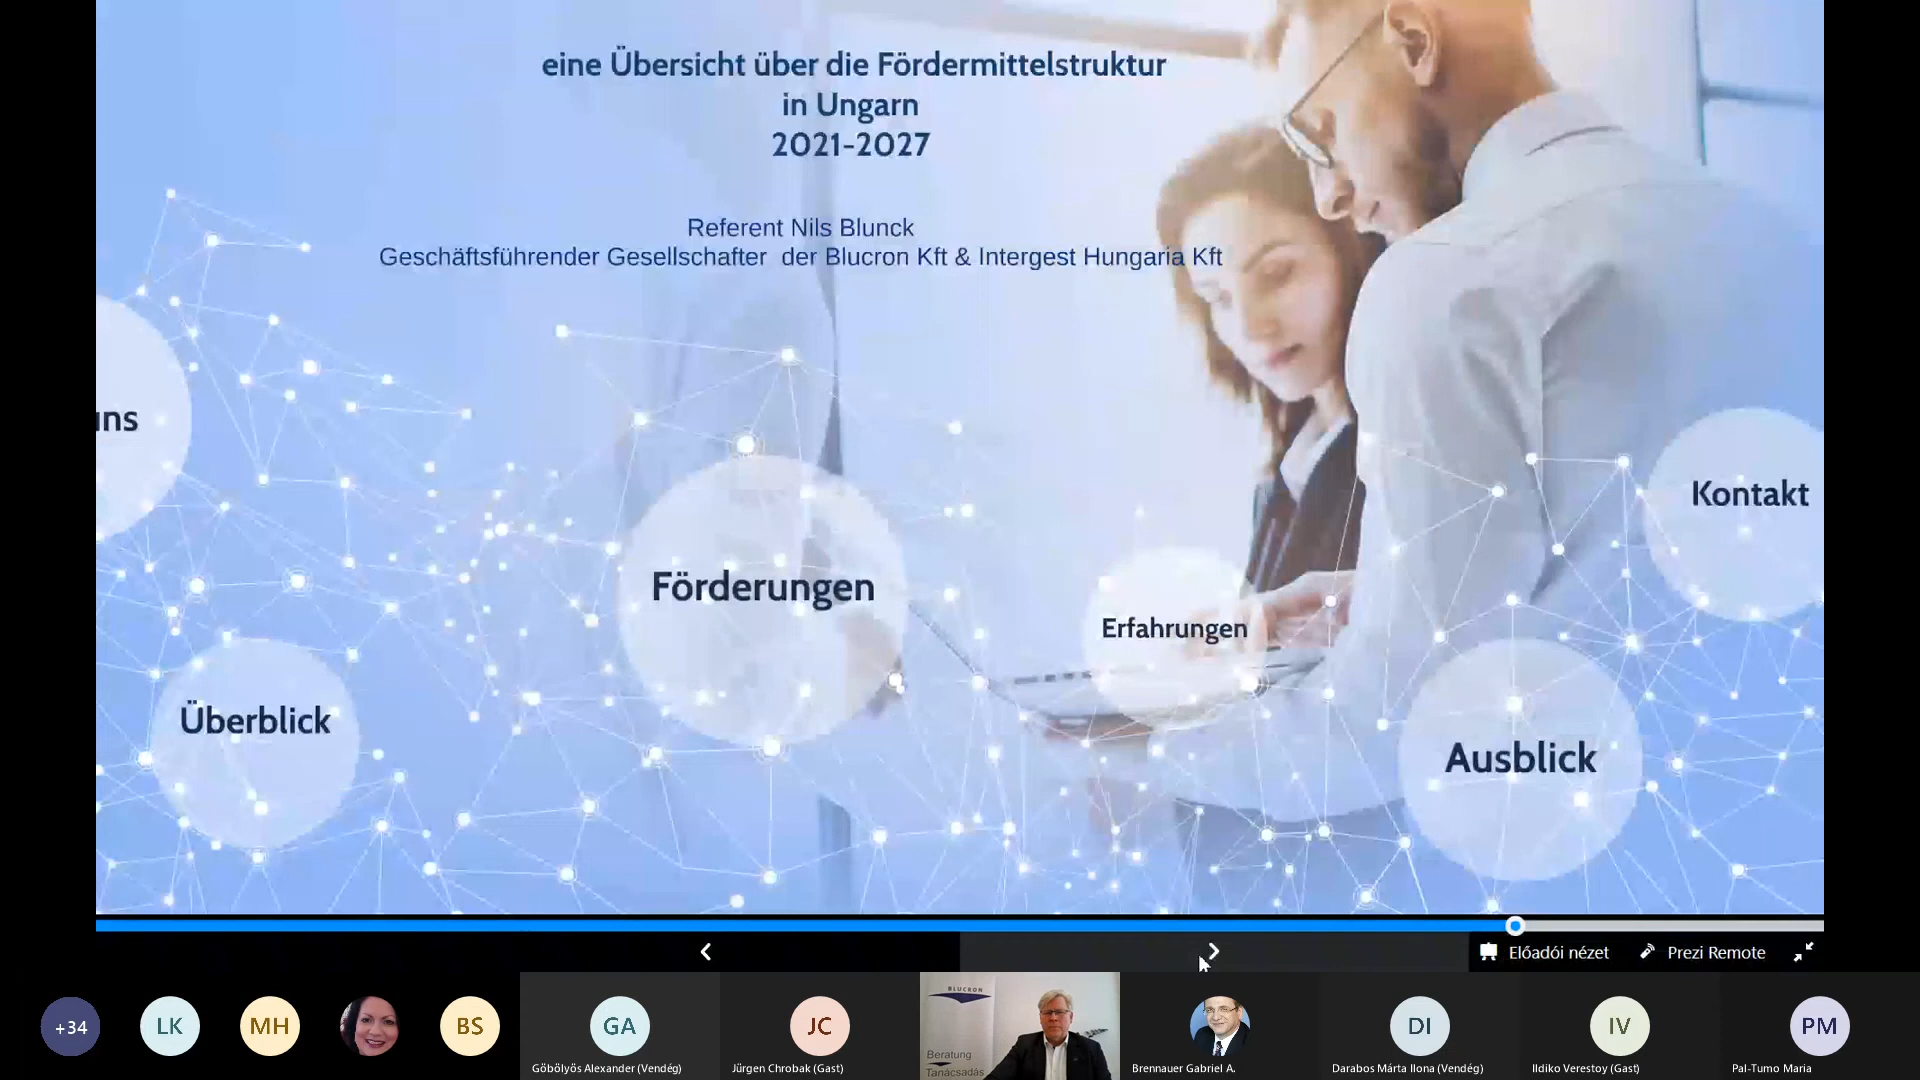 eine Übersicht über die Fördermittelstruktur
in Ungarn
2021-2027
Referent Nils Blunck
Geschäftsführender Gesellschafter der Blucron Kft & Intergest Hungaria Kft
uns
Kontakt
Förderungen
Erfahrungen
Überblick
Ausblick
Előadói nézet
Prezi Remote
+34
LK
MH
BS
GA
Göbölyös Alexander (Vendég)
JC
Jürgen Chrobak (Gast)
BLUCRON
Beratung
Tanácsadás
Brennauer Gabriel A.
DI
Darabos Márta Ilona (Vendég)
IV
Ildiko Verestoy (Gast)
PM
Pal-Tumo Maria